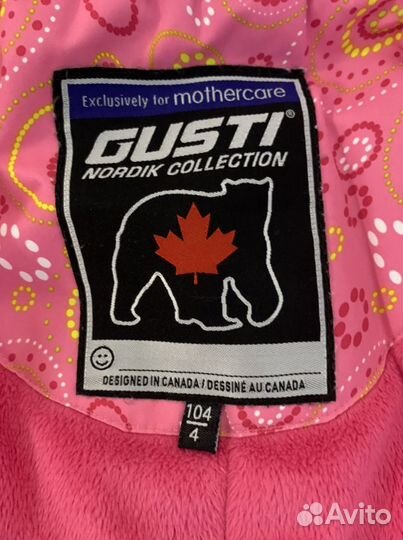 Exclusively for mothercare
GUSTI®
NORDIK COLLECTION
DESIGNED IN CANADA / DESSINÉ AU CANADA
104
4
Avito